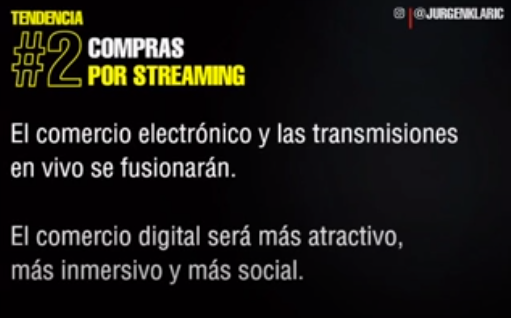 TENDENCIA
#2 COMPRAS
POR STREAMING
@JURGENKLARIC
El comercio electrónico y las transmisiones
en vivo se fusionarán.
El comercio digital será más atractivo,
más inmersivo y más social.